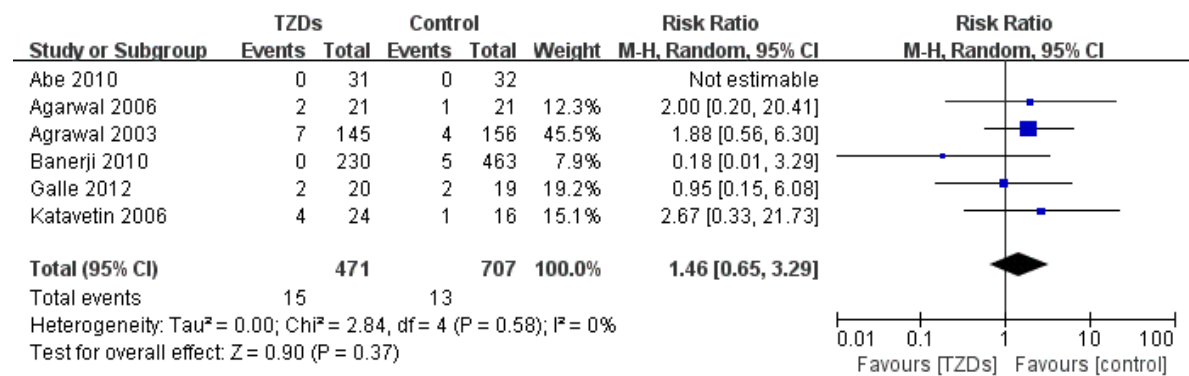 TZDs Control Risk Ratio Risk Ratio
Study or Subgroup Events Total Events Total Weight M-H, Random, 95% CI M-H, Random, 95% CI
Abe 2010 0 31 0 32 Not estimable
Agarwal 2006 2 21 1 21 12.3% 2.00 [0.20, 20.41]
Agrawal 2003 7 145 4 156 45.5% 1.88 [0.56, 6.30]
Banerji 2010 0 230 5 463 7.9% 0.18 [0.01, 3.29]
Galle 2012 2 20 2 19 19.2% 0.95 [0.15, 6.08]
Katavetin 2006 4 24 1 16 15.1% 2.67 [0.33, 21.73]
Total (95% CI) 471 707 100.0% 1.46 [0.65, 3.29]
Total events 15 13
Heterogeneity: Tau² = 0.00; Chi² = 2.84, df = 4 (P = 0.58); I² = 0%
Test for overall effect: Z = 0.90 (P = 0.37)
0.01 0.1 1 10 100
Favours [TZDs] Favours [control]